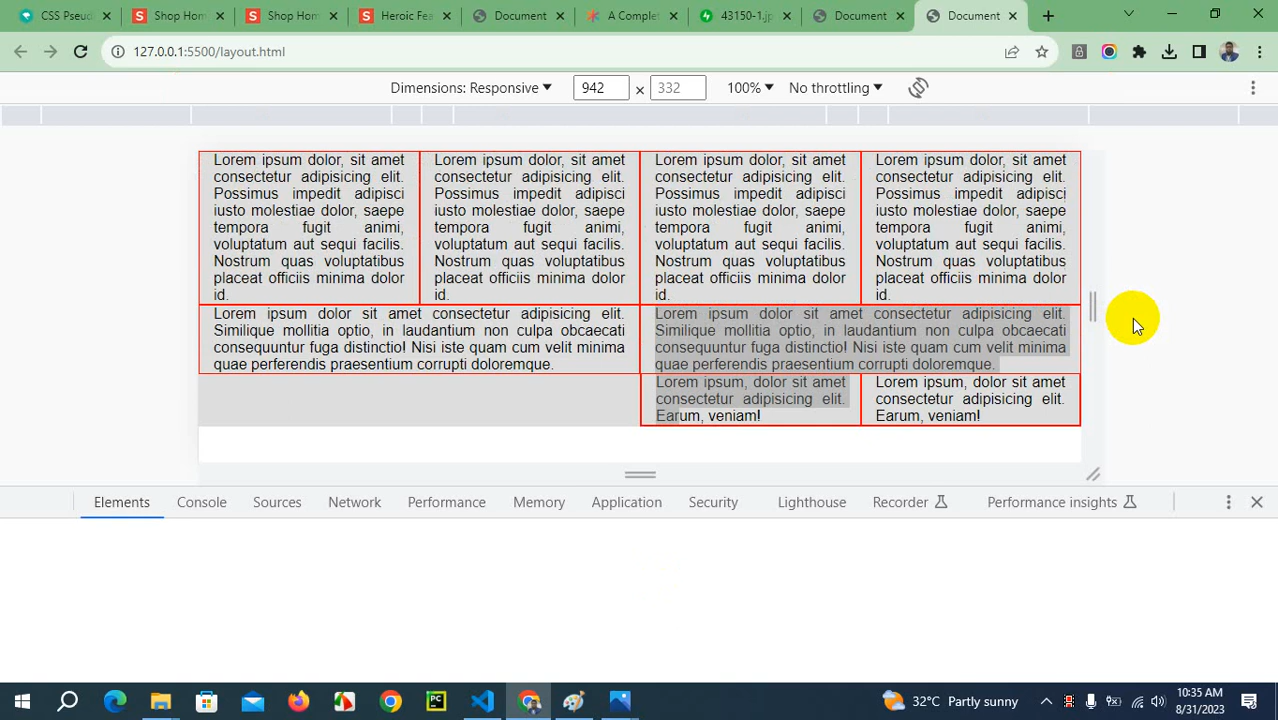 CSS Pseud
Shop Hom
Shop Hom
Heroic Fea
Document
A Complet
43150-1.jp
Document
Document
127.0.0.1:5500/layout.html
Dimensions: Responsive
942
×
332
100%
No throttling
Lorem ipsum dolor, sit amet
consectetur adipisicing elit.
Possimus impedit adipisci
iusto molestiae dolor, saepe
tempora fugit animi,
voluptatum aut sequi facilis.
Nostrum quas voluptatibus
placeat officiis minima dolor
id.
Lorem ipsum dolor, sit amet
consectetur adipisicing elit.
Possimus impedit adipisci
iusto molestiae dolor, saepe
tempora fugit animi,
voluptatum aut sequi facilis.
Nostrum quas voluptatibus
placeat officiis minima dolor
id.
Lorem ipsum dolor, sit amet
consectetur adipisicing elit.
Possimus impedit adipisci
iusto molestiae dolor, saepe
tempora fugit animi,
voluptatum aut sequi facilis.
Nostrum quas voluptatibus
placeat officiis minima dolor
id.
Lorem ipsum dolor, sit amet
consectetur adipisicing elit.
Possimus impedit adipisci
iusto molestiae dolor, saepe
tempora fugit animi,
voluptatum aut sequi facilis.
Nostrum quas voluptatibus
placeat officiis minima dolor
id.
Lorem ipsum dolor sit amet consectetur adipisicing elit.
Similique mollitia optio, in laudantium non culpa obcaecati
consequuntur fuga distinctio! Nisi iste quam cum velit minima
quae perferendis praesentium corrupti doloremque.
Lorem ipsum dolor sit amet consectetur adipisicing elit.
Similique mollitia optio, in laudantium non culpa obcaecati
consequuntur fuga distinctio! Nisi iste quam cum velit minima
quae perferendis praesentium corrupti doloremque.
Lorem ipsum, dolor sit amet
consectetur adipisicing elit.
Earum, veniam!
Lorem ipsum, dolor sit amet
consectetur adipisicing elit.
Earum, veniam!
Elements
Console
Sources
Network
Performance
Memory
Application
Security
Lighthouse
Recorder
Performance insights
PC
32°C Partly sunny
10:35 AM
8/31/2023